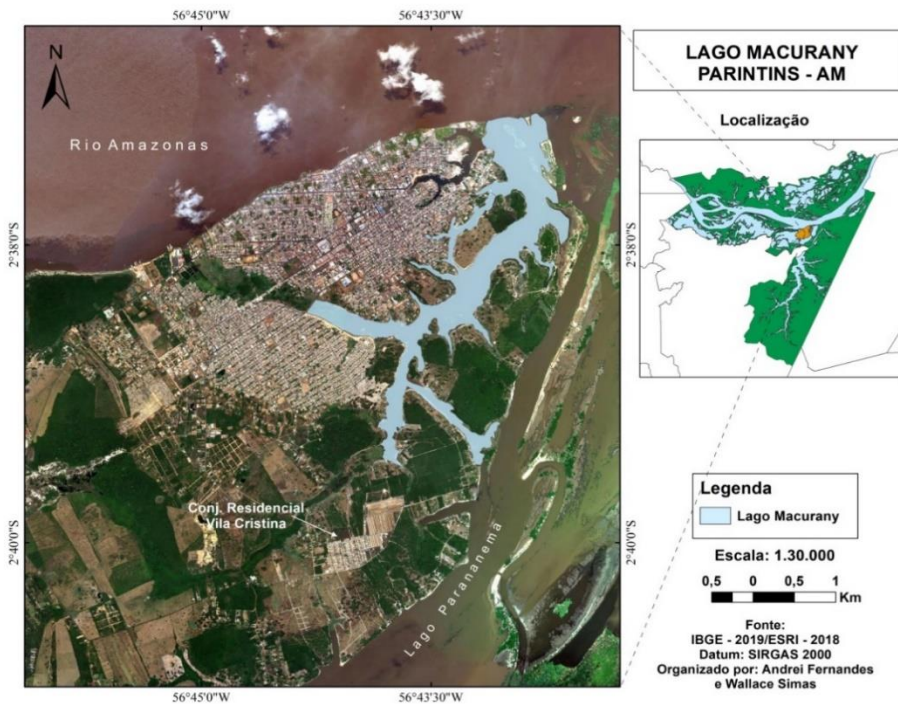 56°45'0"W
56°43'30"W
N
Rio Amazonas
2°38'0"S
2°38'0"S
Conj. Residencial
Vila Cristina
2°40'0"S
2°40'0"S
Lago Parananema
56°45'0"W
56°43'30"W
LAGO MACURANY
PARINTINS - AM
Localização
Legenda
Lago Macurany
Escala: 1.30.000
0,5 0 0,5 1
Km
Fonte:
IBGE - 2019/ESRI - 2018
Datum: SIRGAS 2000
Organizado por: Andrei Fernandes
e Wallace Simas